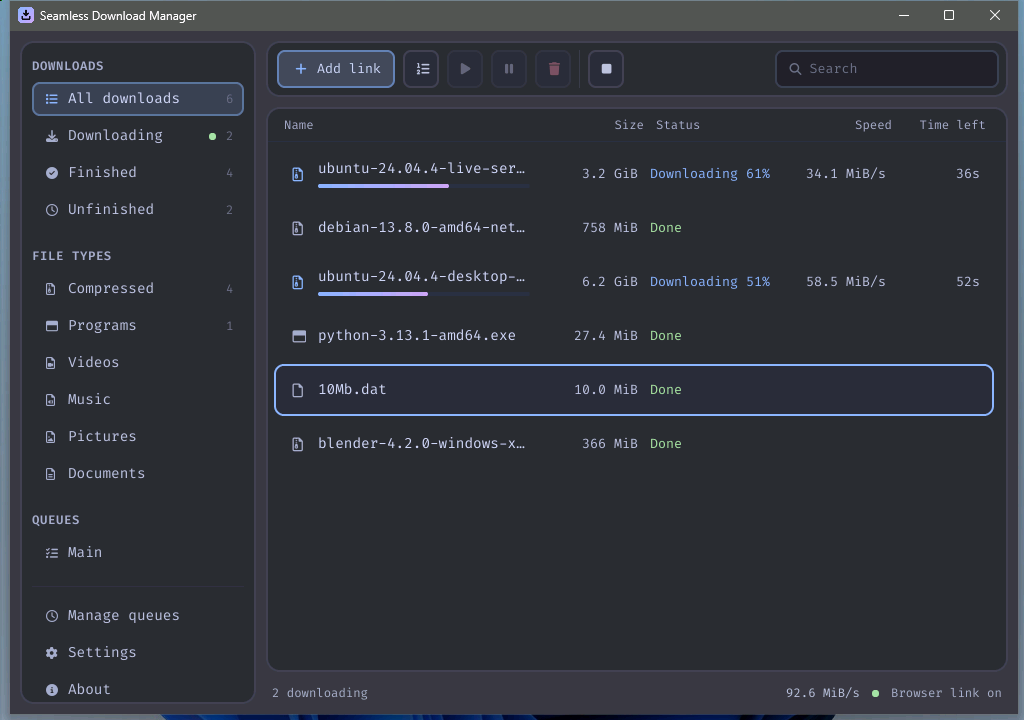 Seamless Download Manager
DOWNLOADS
All downloads 6
Downloading 2
Finished 4
Unfinished 2
FILE TYPES
Compressed 4
Programs 1
Videos
Music
Pictures
Documents
QUEUES
Main
Manage queues
Settings
About
+ Add link
Search
Name Size Status Speed Time left
ubuntu-24.04.4-live-ser… 3.2 GiB Downloading 61% 34.1 MiB/s 36s
debian-13.8.0-amd64-net… 758 MiB Done
ubuntu-24.04.4-desktop-… 6.2 GiB Downloading 51% 58.5 MiB/s 52s
python-3.13.1-amd64.exe 27.4 MiB Done
10Mb.dat 10.0 MiB Done
blender-4.2.0-windows-x… 366 MiB Done
2 downloading 92.6 MiB/s Browser link on